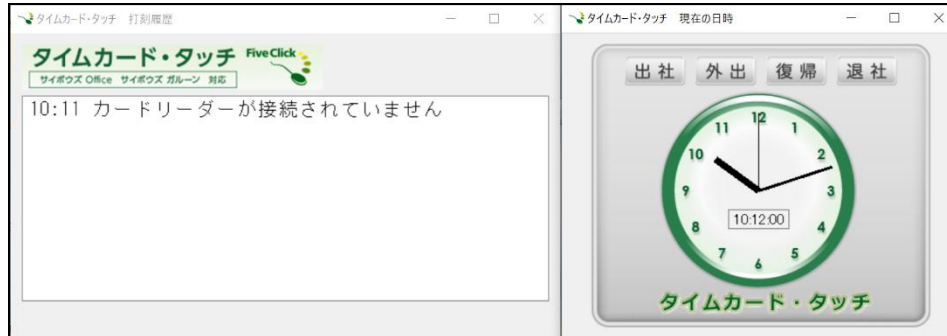 タイムカード・タッチ 打刻履歴
タイムカード・タッチ FiveClick
サイボウズ Office サイボウズ ガルーン 対応
10:11 カードリーダーが接続されていません
タイムカード・タッチ 現在の日時
出社 外出 復帰 退社
12
11 1
10 2
9 3
10:12:00
8 4
7 5
6
タイムカード・タッチ